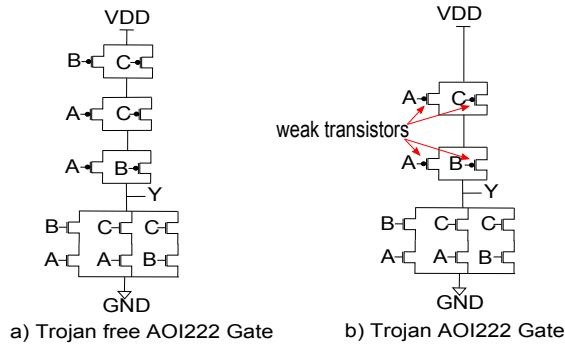 VDD
B C
A C
A B
Y
B C C
A A B
GND
a) Trojan free AOI222 Gate
VDD
A C
weak transistors
A B
Y
B C C
A A B
GND
b) Trojan AOI222 Gate